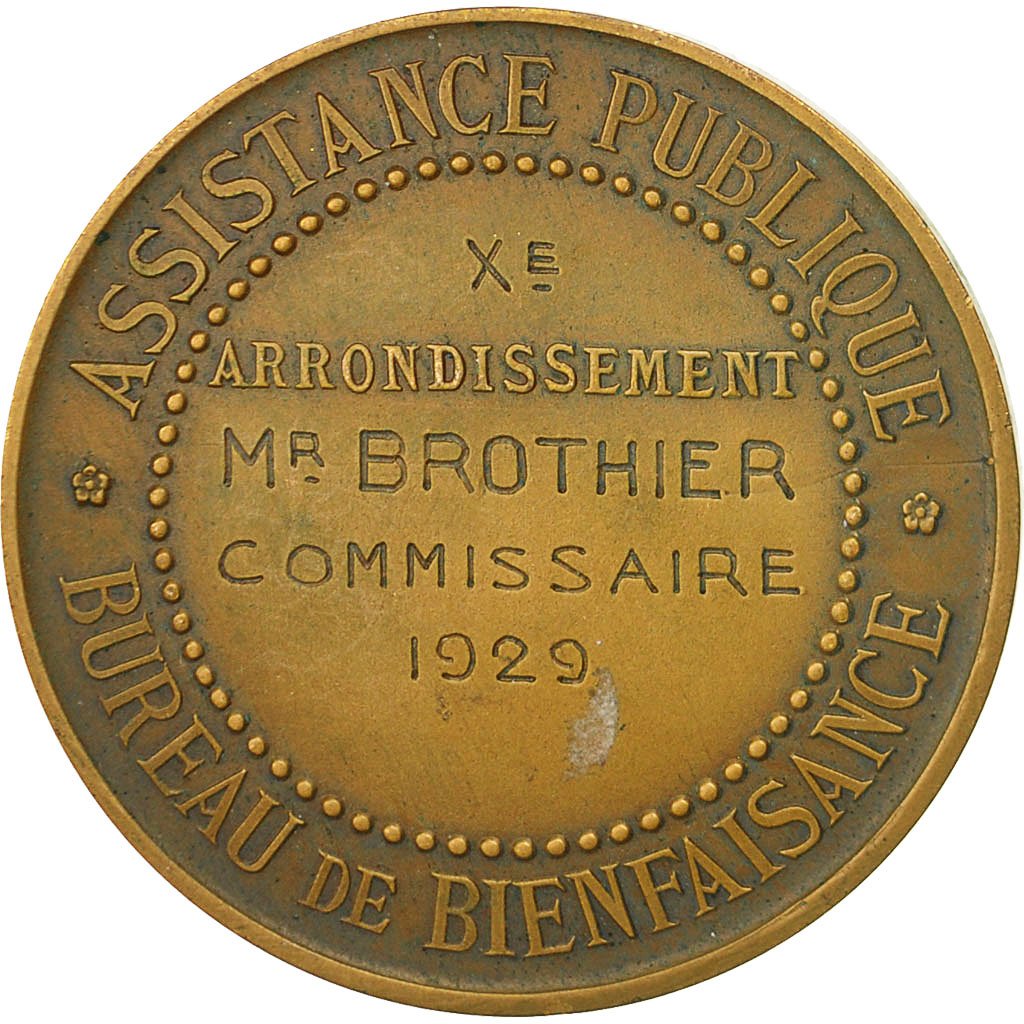 ASSISTANCE PUBLIQUE
XE
ARRONDISSEMENT
MR BROTHIER
COMMISSAIRE
1929
BUREAU DE BIENFAISANCE